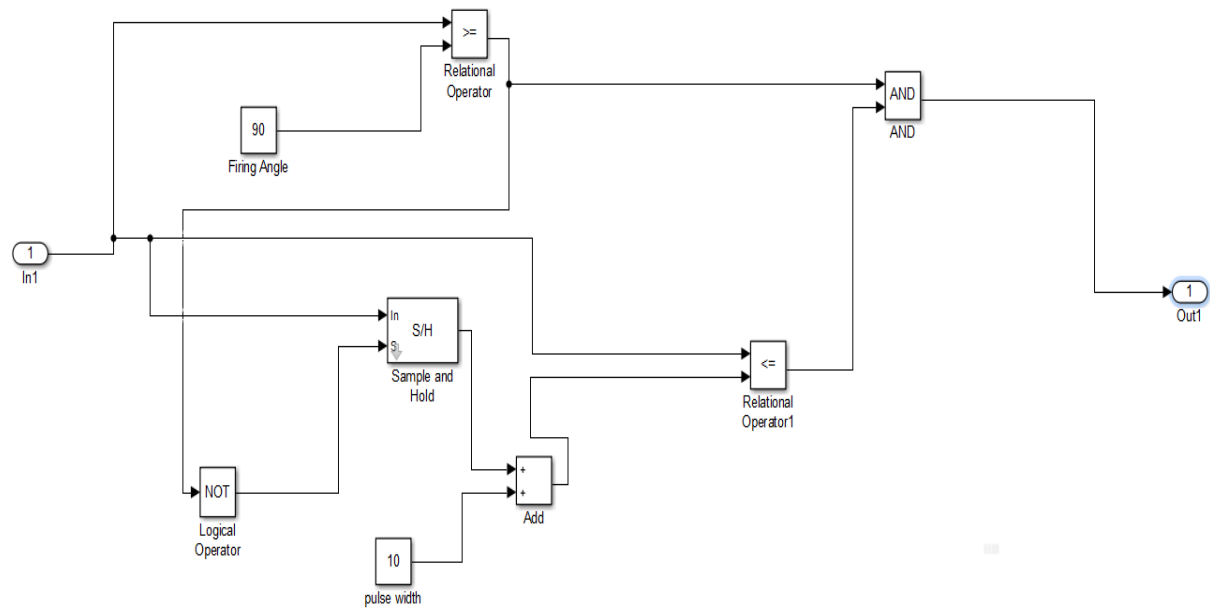 >=
Relational
Operator
90
Firing Angle
AND
AND
1
In1
In
S
S/H
Sample and
Hold
1
Out1
<=
Relational
Operator1
NOT
Logical
Operator
+
+
Add
10
pulse width